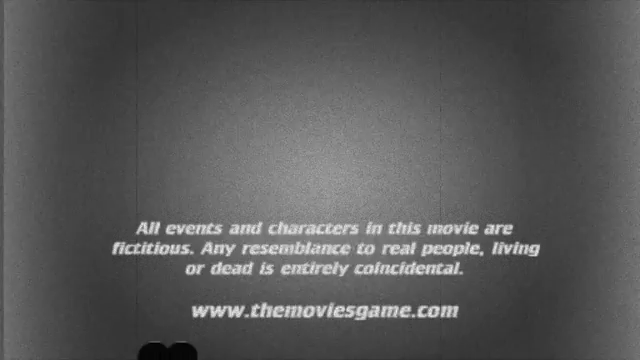 All events and characters in this movie are
fictitious. Any resemblance to real people, living
or dead is entirely coincidental.
www.themoviesgame.com